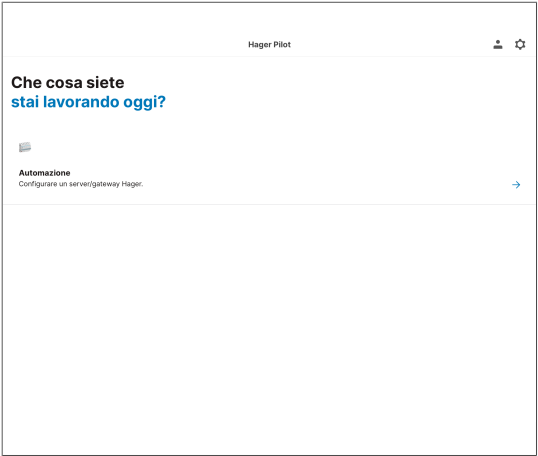 Hager Pilot
Che cosa siete
stai lavorando oggi?
Automazione
Configurare un server/gateway Hager.